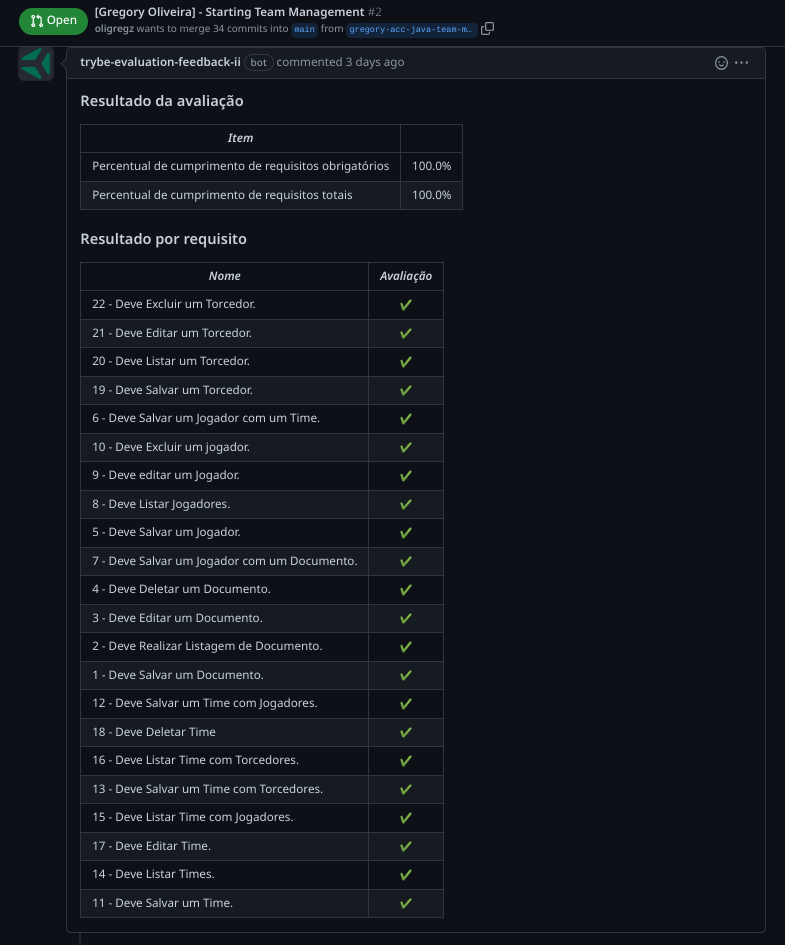 Open
[Gregory Oliveira] - Starting Team Management #2
oligregz wants to merge 34 commits into main from gregory-acc-java-team-m…
trybe-evaluation-feedback-ii bot commented 3 days ago
Resultado da avaliação
Item
Percentual de cumprimento de requisitos obrigatórios 100.0%
Percentual de cumprimento de requisitos totais 100.0%
Resultado por requisito
Nome Avaliação
22 - Deve Excluir um Torcedor. ✔
21 - Deve Editar um Torcedor. ✔
20 - Deve Listar um Torcedor. ✔
19 - Deve Salvar um Torcedor. ✔
6 - Deve Salvar um Jogador com um Time. ✔
10 - Deve Excluir um jogador. ✔
9 - Deve editar um Jogador. ✔
8 - Deve Listar Jogadores. ✔
5 - Deve Salvar um Jogador. ✔
7 - Deve Salvar um Jogador com um Documento. ✔
4 - Deve Deletar um Documento. ✔
3 - Deve Editar um Documento. ✔
2 - Deve Realizar Listagem de Documento. ✔
1 - Deve Salvar um Documento. ✔
12 - Deve Salvar um Time com Jogadores. ✔
18 - Deve Deletar Time ✔
16 - Deve Listar Time com Torcedores. ✔
13 - Deve Salvar um Time com Torcedores. ✔
15 - Deve Listar Time com Jogadores. ✔
17 - Deve Editar Time. ✔
14 - Deve Listar Times. ✔
11 - Deve Salvar um Time. ✔